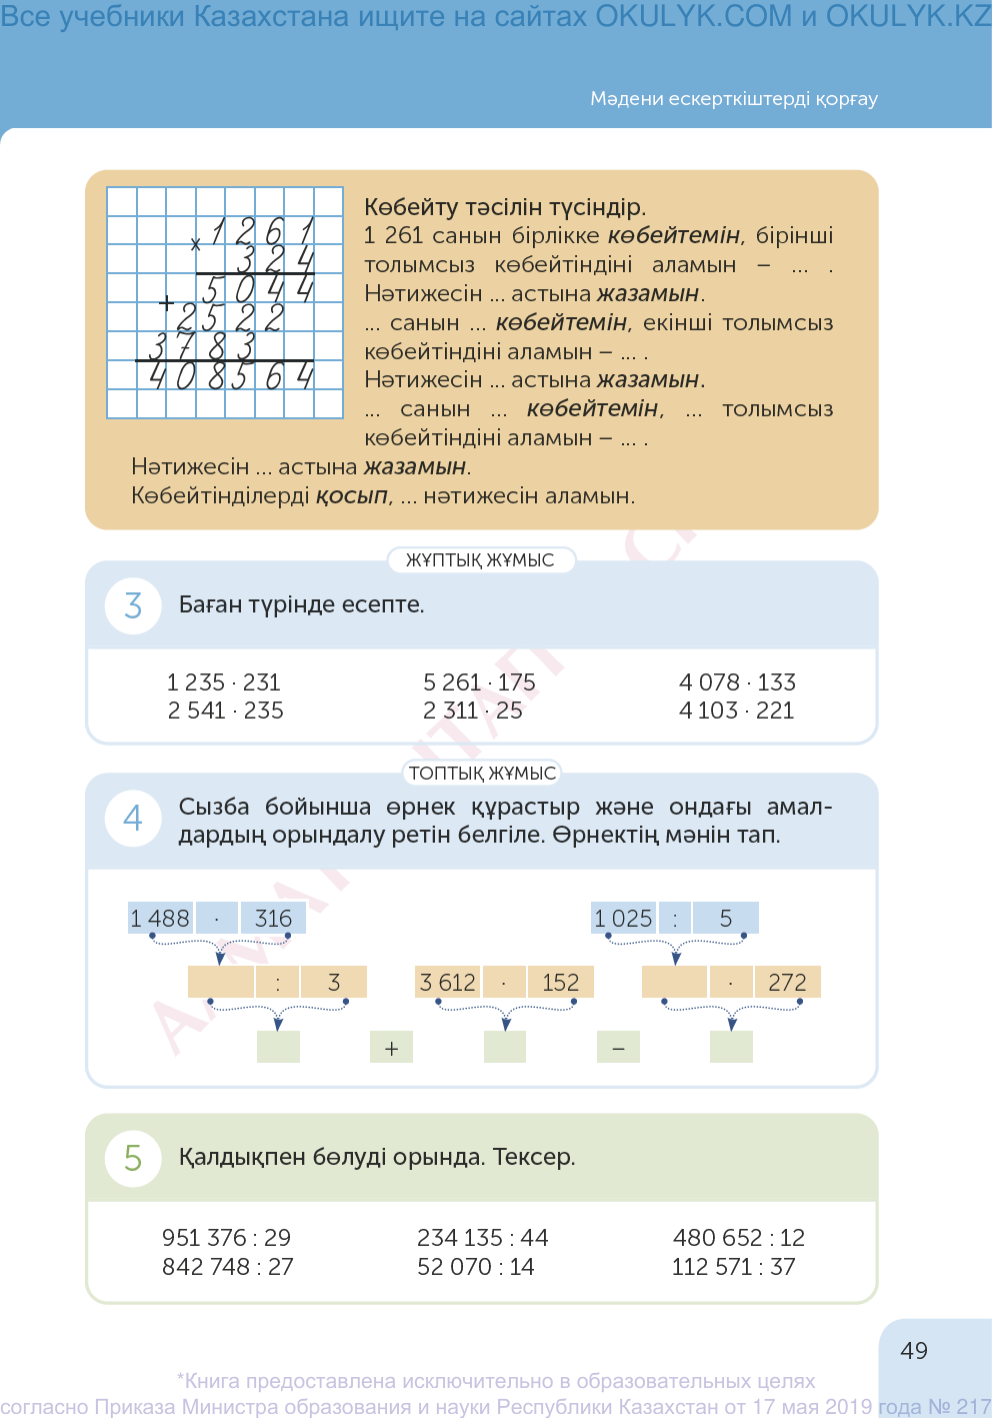 Все учебники Казахстана ищите на сайтах OKULYK.COM и OKULYK.KZ
Мәдени ескерткіштерді қорғау
× 1261
324
+ 5044
2522
3783
408564
Көбейту тәсілін түсіндір.
1 261 санын бірлікке көбейтемін, бірінші
толымсыз көбейтіндіні аламын – ... .
Нәтижесін ... астына жазамын.
... санын ... көбейтемін, екінші толымсыз
көбейтіндіні аламын – ... .
Нәтижесін ... астына жазамын.
... санын ... көбейтемін, ... толымсыз
көбейтіндіні аламын – ... .
Нәтижесін ... астына жазамын.
Көбейтінділерді қосып, ... нәтижесін аламын.
ЖҰПТЫҚ ЖҰМЫС
3 Баған түрінде есепте.
1 235 · 231 5 261 · 175 4 078 · 133
2 541 · 235 2 311 · 25 4 103 · 221
ТОПТЫҚ ЖҰМЫС
4 Сызба бойынша өрнек құрастыр және ондағы амал-
дардың орындалу ретін белгіле. Өрнектің мәнін тап.
1 488 · 316 1 025 : 5
: 3 3 612 · 152 · 272
+ –
5 Қалдықпен бөлуді орында. Тексер.
951 376 : 29 234 135 : 44 480 652 : 12
842 748 : 27 52 070 : 14 112 571 : 37
49
*Книга предоставлена исключительно в образовательных целях
согласно Приказа Министра образования и науки Республики Казахстан от 17 мая 2019 года № 217